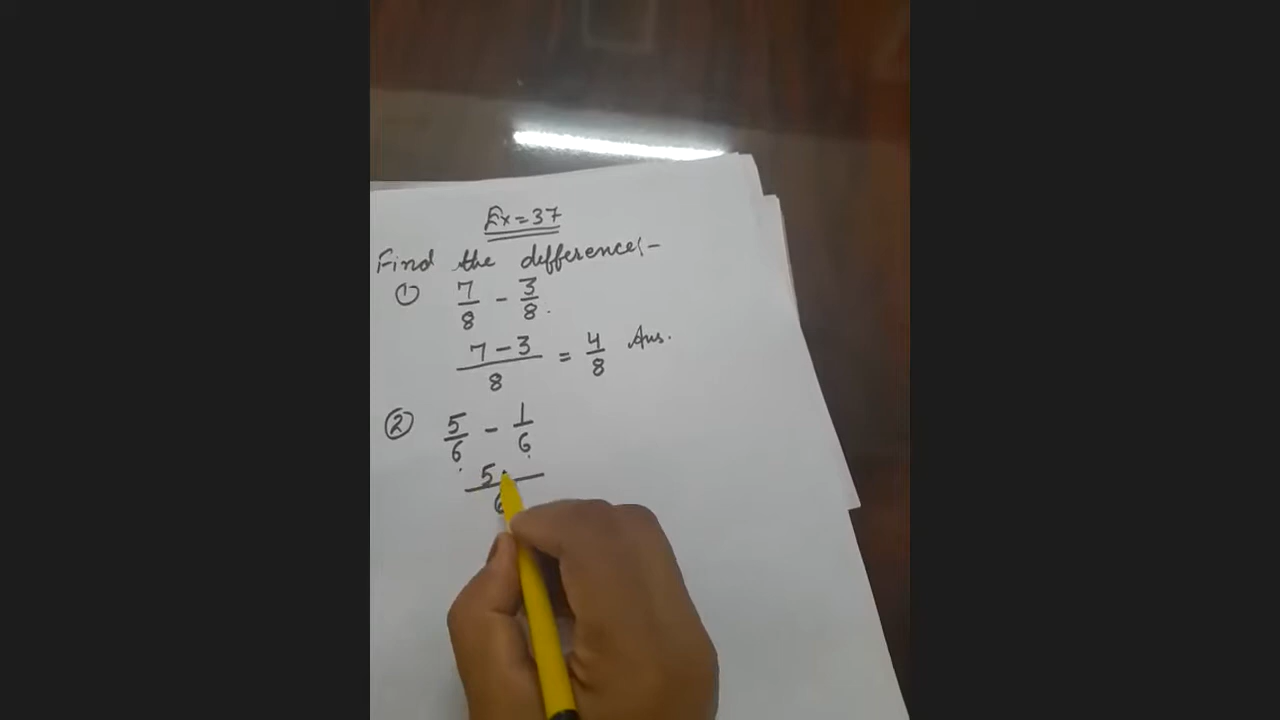 Ex=37
Find the difference:-
① 7/8 - 3/8.
7-3/8 = 4/8 Ans.
② 5/6 - 1/6
5-/6